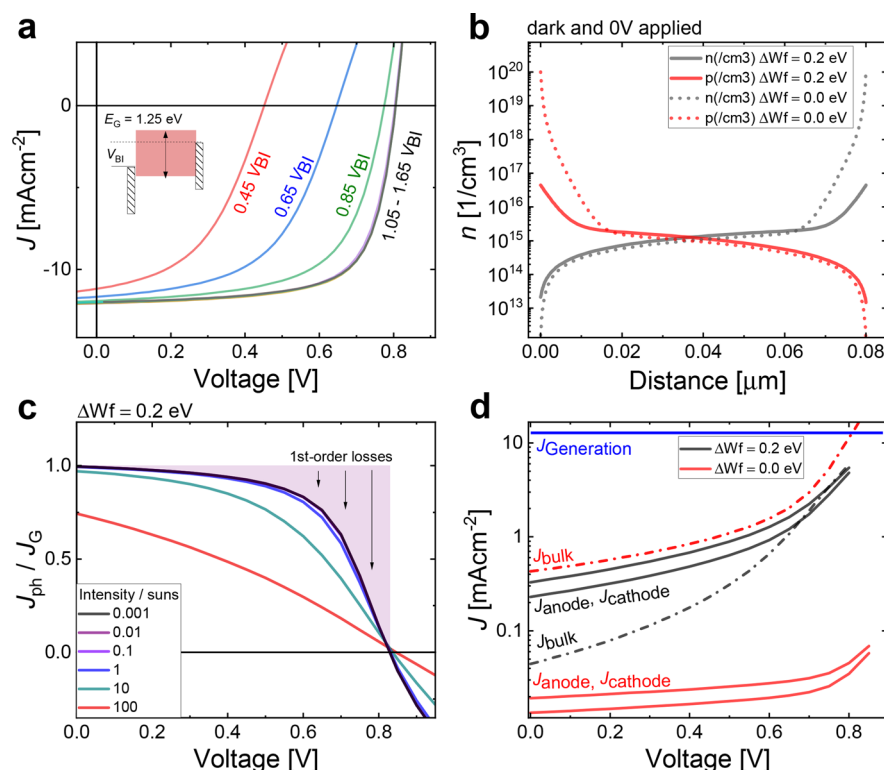 a
E_G = 1.25 eV
V_BI
0.45 V_BI
0.65 V_BI
0.85 V_BI
1.05 - 1.65 V_BI
J [mAcm⁻²]
0
-10
0.0 0.2 0.4 0.6 0.8
Voltage [V]
b
dark and 0V applied
n(/cm3) ΔWf = 0.2 eV
p(/cm3) ΔWf = 0.2 eV
n(/cm3) ΔWf = 0.0 eV
p(/cm3) ΔWf = 0.0 eV
n [1/cm³]
10²⁰
10¹⁹
10¹⁸
10¹⁷
10¹⁶
10¹⁵
10¹⁴
10¹³
0.00 0.02 0.04 0.06 0.08
Distance [μm]
c
ΔWf = 0.2 eV
1st-order losses
J_ph / J_G
1.0
0.5
0.0
Intensity / suns
0.001
0.01
0.1
1
10
100
0.0 0.2 0.4 0.6 0.8
Voltage [V]
d
J_Generation
ΔWf = 0.2 eV
ΔWf = 0.0 eV
J_bulk
J_anode, J_cathode
J_bulk
J_anode, J_cathode
J [mAcm⁻²]
10
1
0.1
0.0 0.2 0.4 0.6 0.8
Voltage [V]